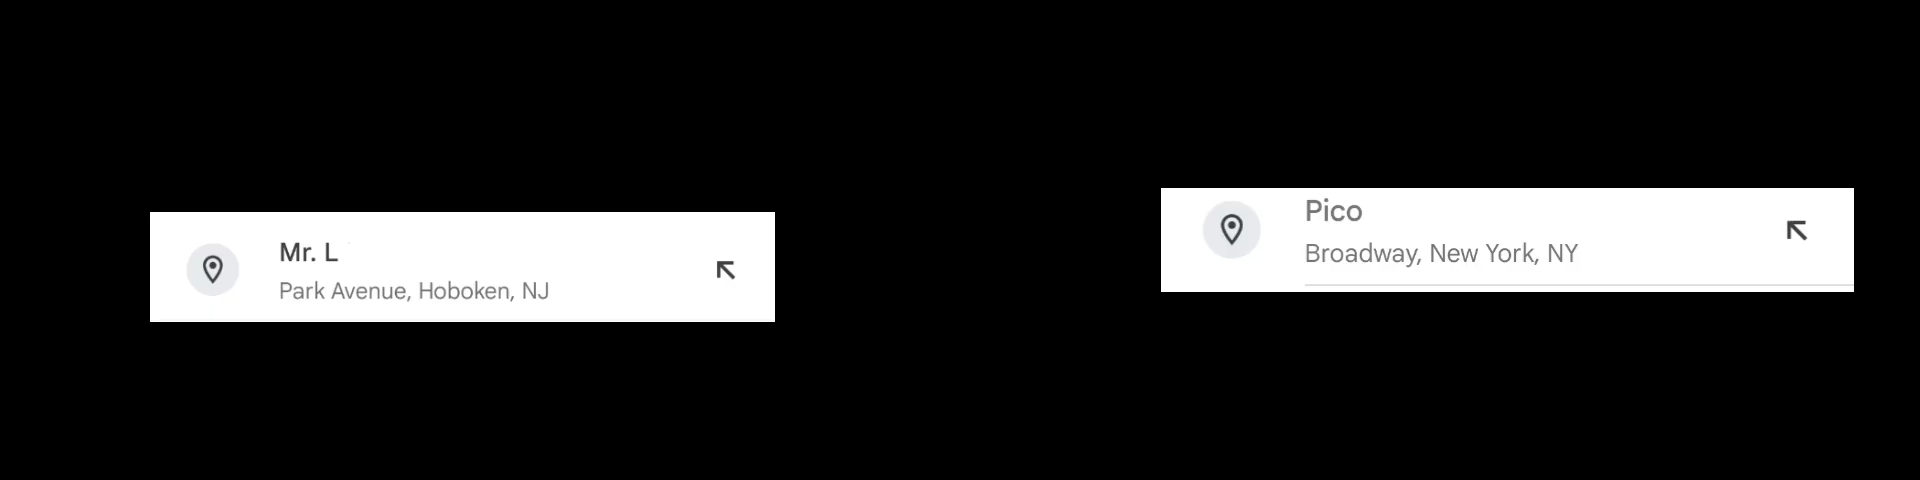 Mr. L
Park Avenue, Hoboken, NJ
Pico
Broadway, New York, NY